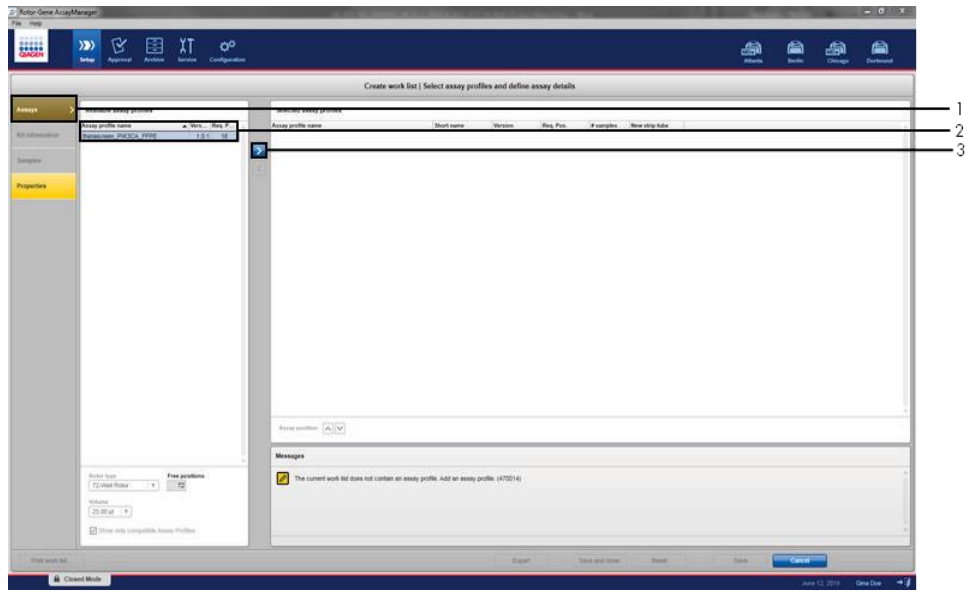 Rotor-Gene AssayManager
File Help
QIAGEN
Setup Approval Archive Service Configuration
Atlanta Berlin Chicago Dortmund
Create work list | Select assay profiles and define assay details
Assays
Kit information
Samples
Properties
Available assay profiles
Assay profile name Vers... Req. P...
therascreen_PIK3CA_FFPE 1.0.1 16
Rotor type
72-Well Rotor
Free positions
72
Volume
25.00 µl
Show only compatible Assay Profiles
Selected assay profiles
Assay profile name Short name Version Req. Pos. # samples New strip tube
Assay position
Messages
The current work list does not contain an assay profile. Add an assay profile. (470014)
Print work list...
Export Save and close Reset Save Cancel
Closed Mode
June 12, 2019 Gina Doe
1
2
3